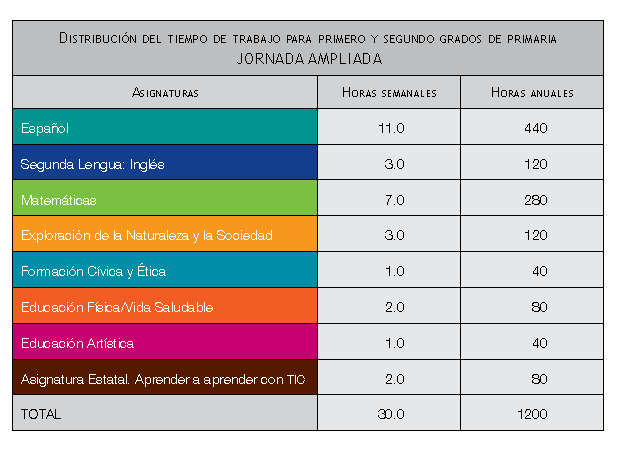 Distribución del tiempo de trabajo para primero y segundo grados de primaria
JORNADA AMPLIADA
Asignaturas Horas semanales Horas anuales
Español 11.0 440
Segunda Lengua: Inglés 3.0 120
Matemáticas 7.0 280
Exploración de la Naturaleza y la Sociedad 3.0 120
Formación Cívica y Ética 1.0 40
Educación Física/Vida Saludable 2.0 80
Educación Artística 1.0 40
Asignatura Estatal. Aprender a aprender con TIC 2.0 80
TOTAL 30.0 1200